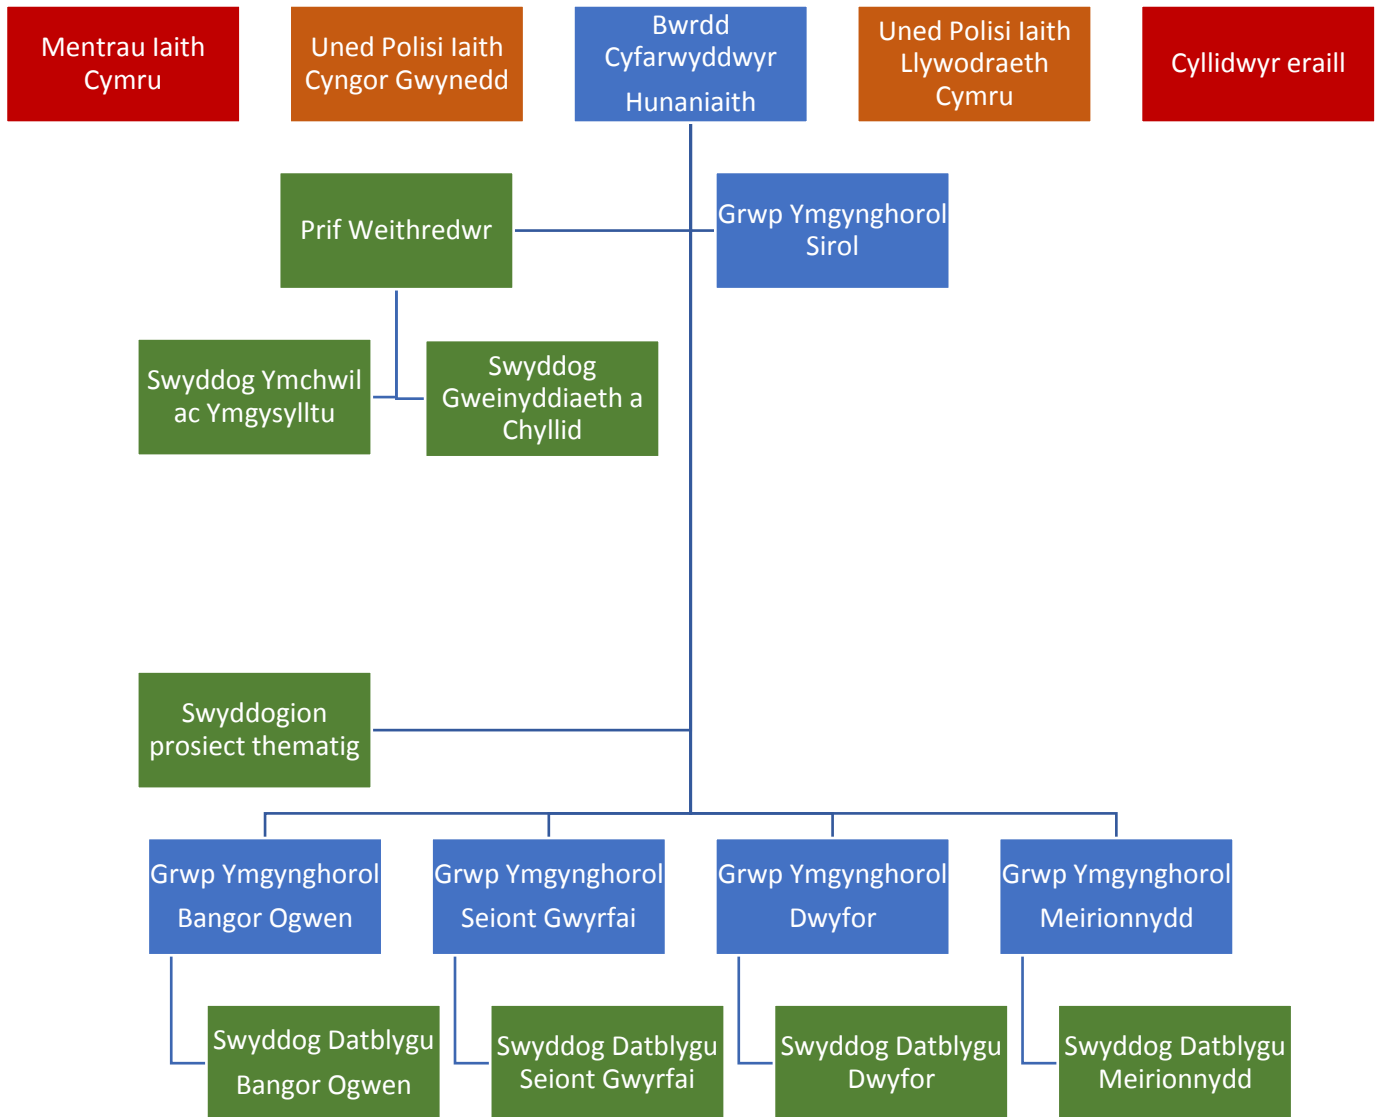 Mentrau Iaith
Cymru
Uned Polisi Iaith
Cyngor Gwynedd
Bwrdd
Cyfarwyddwyr
Hunaniaith
Uned Polisi Iaith
Llywodraeth
Cymru
Cyllidwyr eraill
Prif Weithredwr
Grwp Ymgynghorol
Sirol
Swyddog Ymchwil
ac Ymgysylltu
Swyddog
Gweinyddiaeth a
Chyllid
Swyddogion
prosiect thematig
Grwp Ymgynghorol
Bangor Ogwen
Grwp Ymgynghorol
Seiont Gwyrfai
Grwp Ymgynghorol
Dwyfor
Grwp Ymgynghorol
Meirionnydd
Swyddog Datblygu
Bangor Ogwen
Swyddog Datblygu
Seiont Gwyrfai
Swyddog Datblygu
Dwyfor
Swyddog Datblygu
Meirionnydd